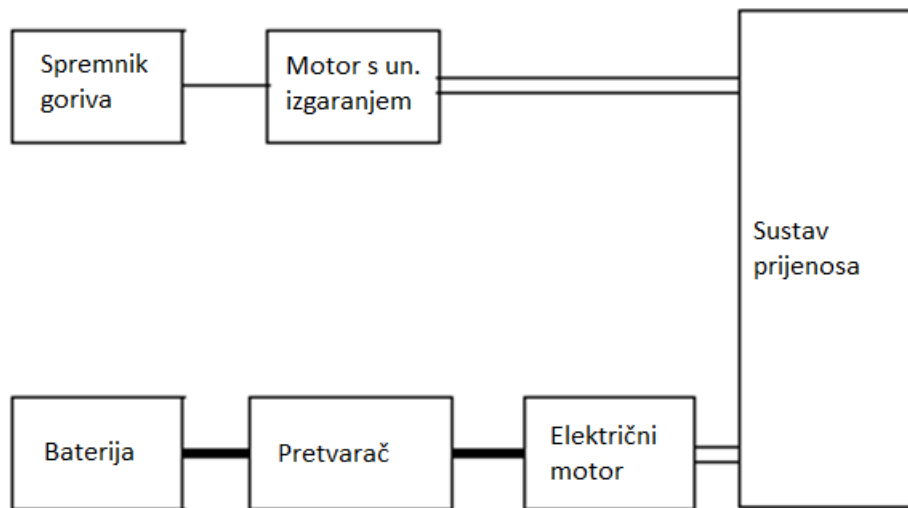 Spremnik
goriva
Motor s un.
izgaranjem
Sustav
prijenosa
Baterija
Pretvarač
Električni
motor